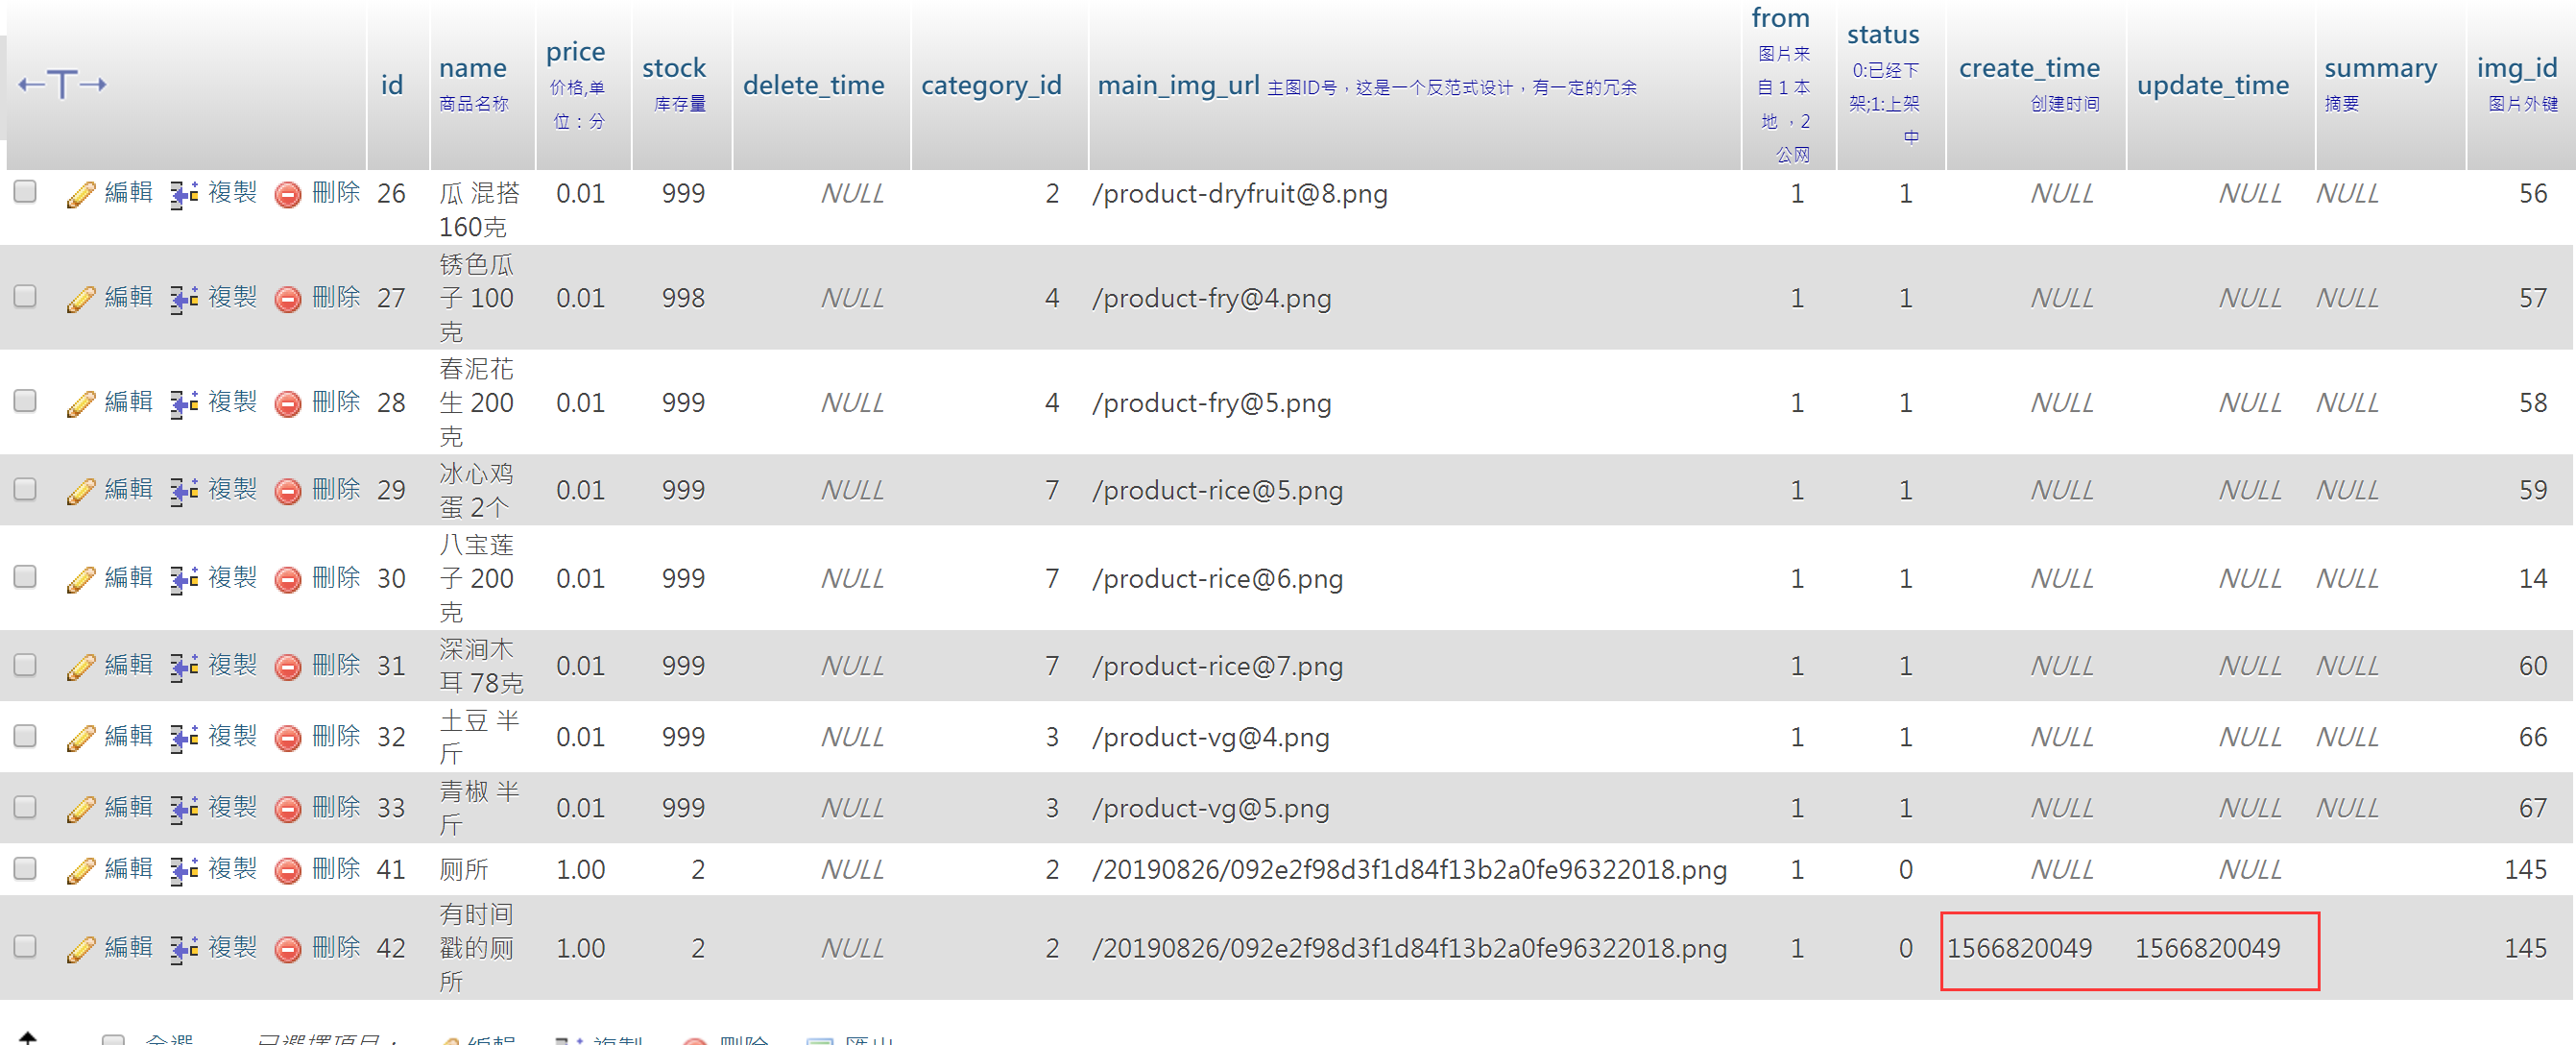 ←T→ id name 商品名称 price 价格,单位：分 stock 库存量 delete_time category_id main_img_url 主图ID号，这是一个反范式设计，有一定的冗余 from 图片来自 1 本地 ，2公网 status 0:已经下架;1:上架中 create_time 创建时间 update_time summary 摘要 img_id 图片外键
編輯 複製 刪除 26 瓜 混搭 160克 0.01 999 NULL 2 /product-dryfruit@8.png 1 1 NULL NULL NULL 56
編輯 複製 刪除 27 锈色瓜子 100克 0.01 998 NULL 4 /product-fry@4.png 1 1 NULL NULL NULL 57
編輯 複製 刪除 28 春泥花生 200克 0.01 999 NULL 4 /product-fry@5.png 1 1 NULL NULL NULL 58
編輯 複製 刪除 29 冰心鸡蛋 2个 0.01 999 NULL 7 /product-rice@5.png 1 1 NULL NULL NULL 59
編輯 複製 刪除 30 八宝莲子 200克 0.01 999 NULL 7 /product-rice@6.png 1 1 NULL NULL NULL 14
編輯 複製 刪除 31 深涧木耳 78克 0.01 999 NULL 7 /product-rice@7.png 1 1 NULL NULL NULL 60
編輯 複製 刪除 32 土豆 半斤 0.01 999 NULL 3 /product-vg@4.png 1 1 NULL NULL NULL 66
編輯 複製 刪除 33 青椒 半斤 0.01 999 NULL 3 /product-vg@5.png 1 1 NULL NULL NULL 67
編輯 複製 刪除 41 厕所 1.00 2 NULL 2 /20190826/092e2f98d3f1d84f13b2a0fe96322018.png 1 0 NULL NULL 145
編輯 複製 刪除 42 有时间戳的厕所 1.00 2 NULL 2 /20190826/092e2f98d3f1d84f13b2a0fe96322018.png 1 0 1566820049 1566820049 145
全選 已選擇項目： 編輯 複製 刪除 匯出